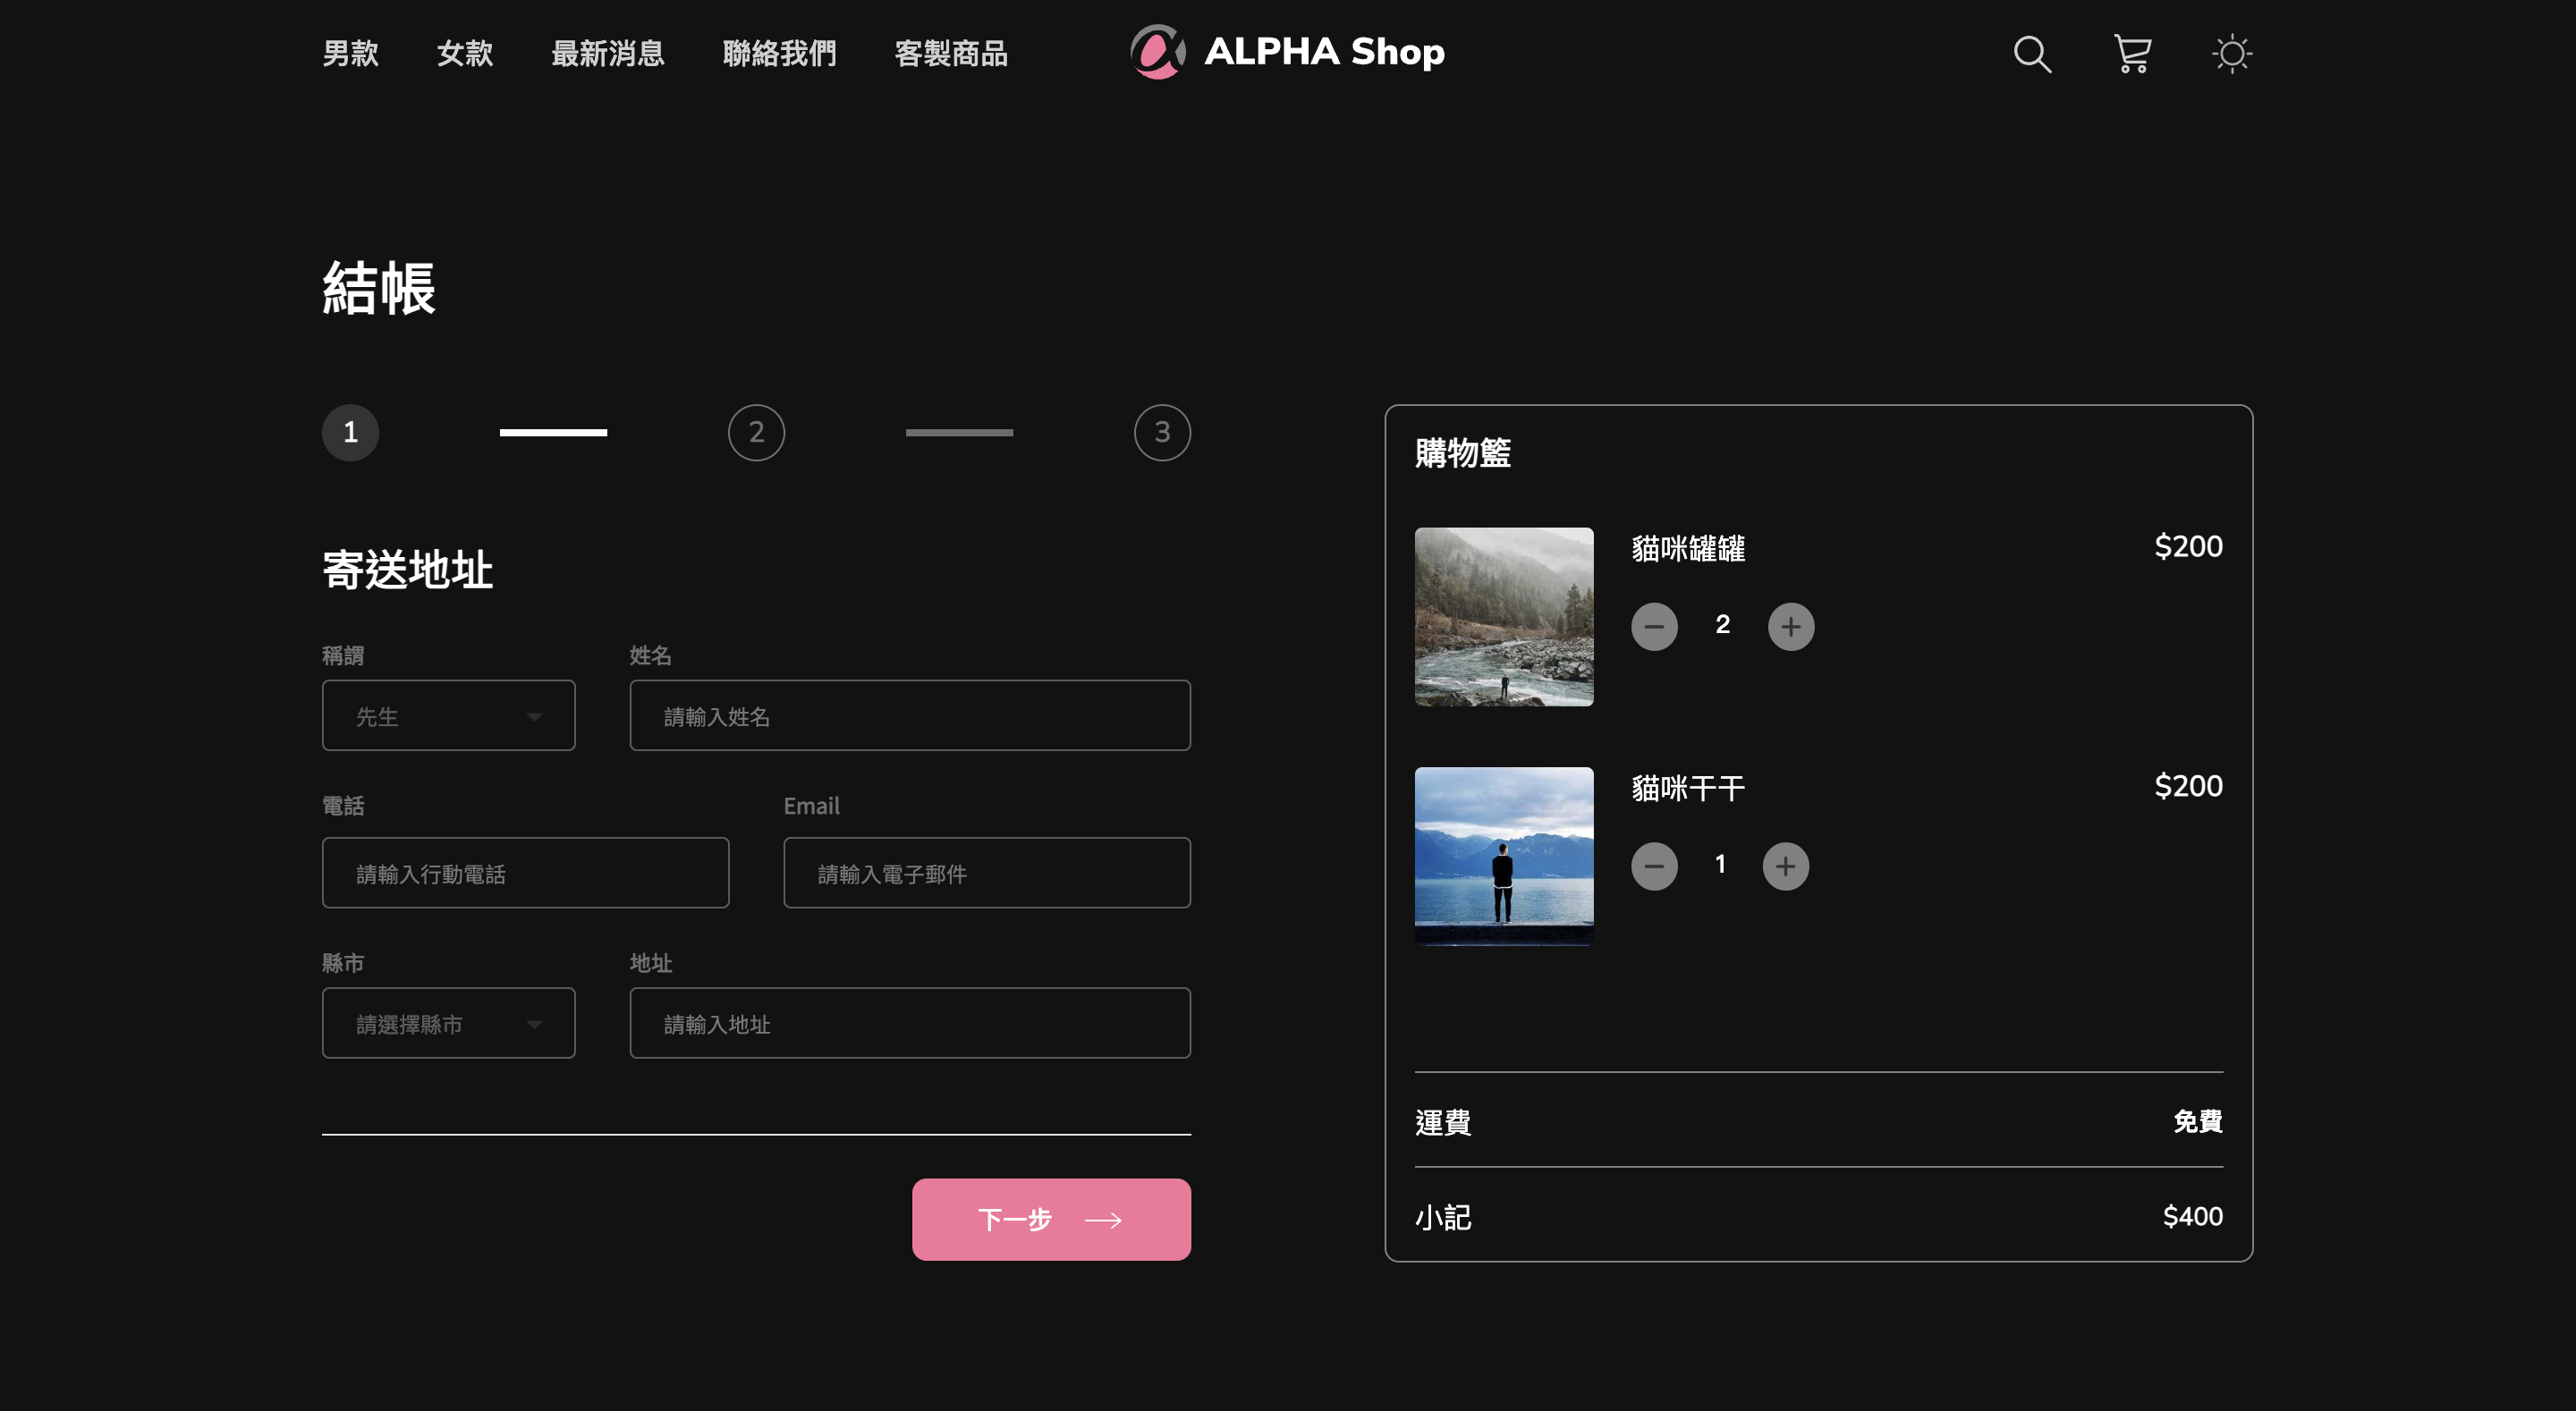 男款 女款 最新消息 聯絡我們 客製商品 ALPHA Shop
結帳
1 2 3
寄送地址
稱謂 姓名
先生 請輸入姓名
電話 Email
請輸入行動電話 請輸入電子郵件
縣市 地址
請選擇縣市 請輸入地址
下一步
購物籃
貓咪罐罐 $200
2
貓咪干干 $200
1
運費 免費
小記 $400